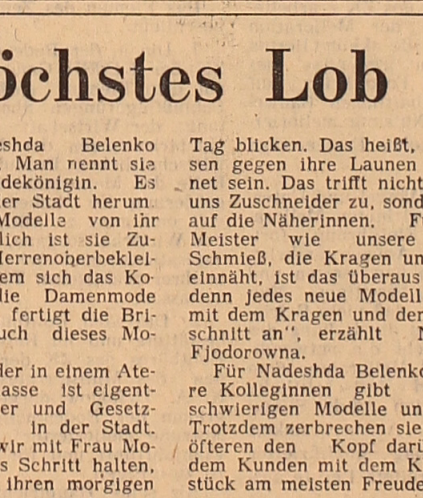 öchstes Lob
eshda Belenko
. Man nennt sie
dekönigin. Es
er Stadt herum
Modelle von ihr
lich ist sie Zu-
Herrenoberbeklei-
em sich das Ko-
die Damenmode
fertigt die Bri-
uch dieses Mo-
der in einem Ate-
asse ist eigent-
er und Gesetz-
in der Stadt.
wir mit Frau Mo-
s Schritt halten,
ihren morgigen
Tag blicken. Das heißt,
sen gegen ihre Launen
net sein. Das trifft nicht
uns Zuschneider zu, sond
auf die Näherinnen. F
Meister wie unsere
Schmieß, die Kragen un
einnäht, ist das überaus
denn jedes neue Modell
mit dem Kragen und der
schnitt an", erzählt N
Fjodorowna.
Für Nadeshda Belenko
re Kolleginnen gibt
schwierigen Modelle un
Trotzdem zerbrechen sie
öfteren den Kopf darü
dem Kunden mit dem K
stück am meisten Freude